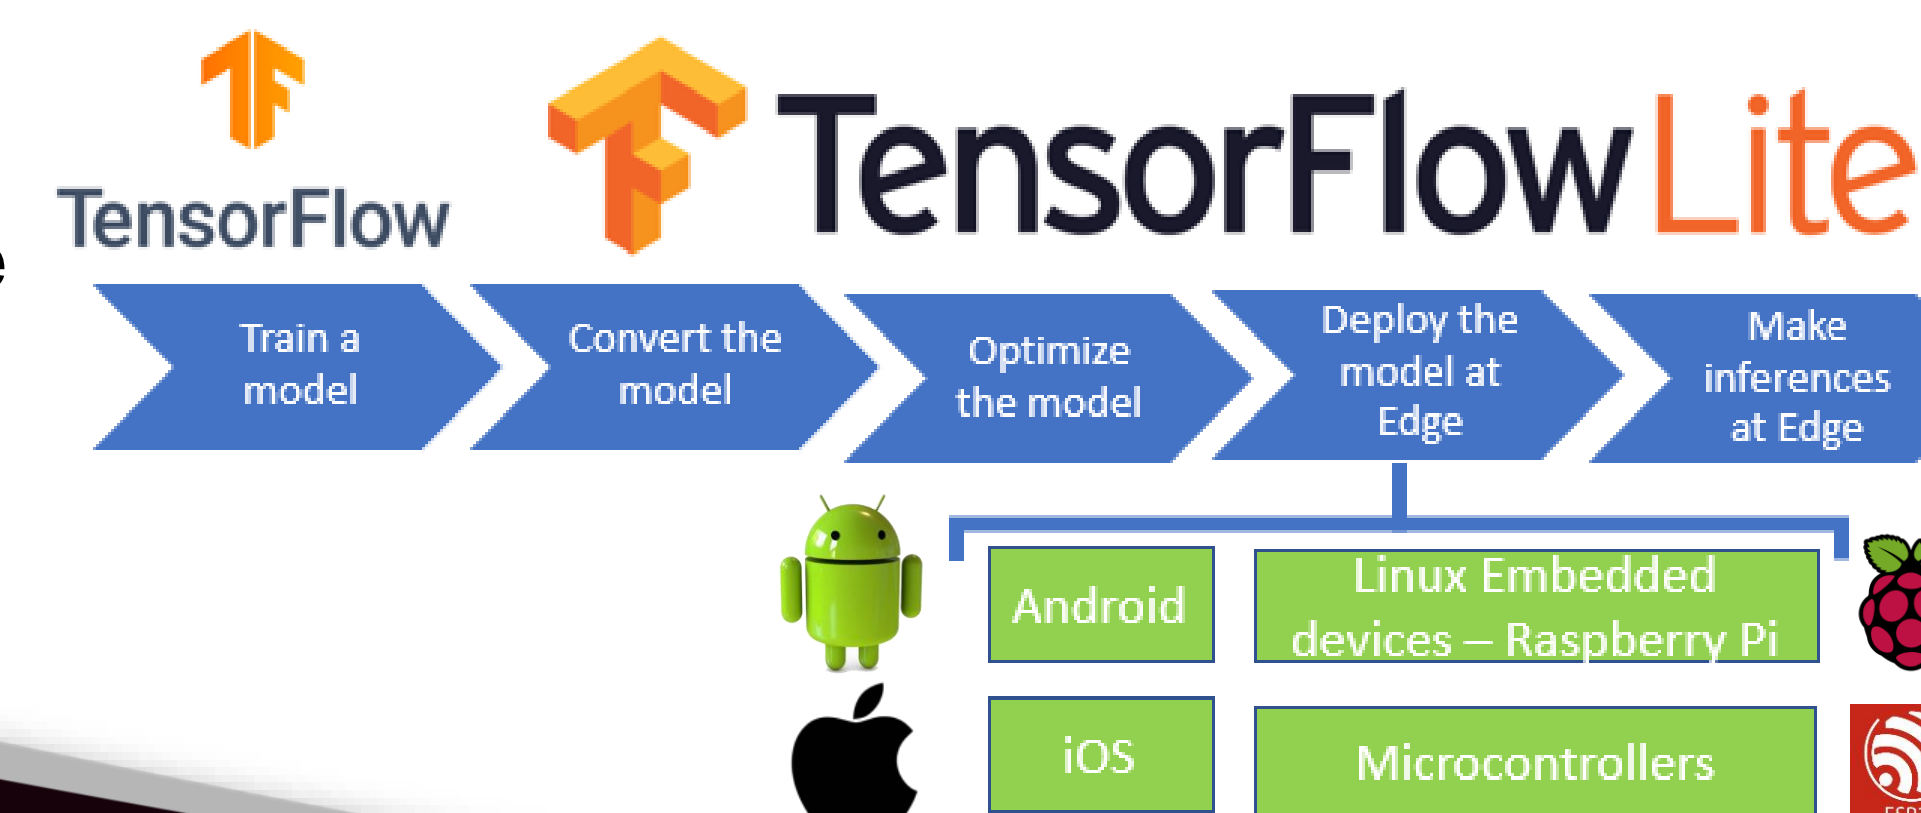 TensorFlow
TensorFlow Lite
e
Train a
model
Convert the
model
Optimize
the model
Deploy the
model at
Edge
Make
inferences
at Edge
Android
Linux Embedded
devices – Raspberry Pi
iOS
Microcontrollers